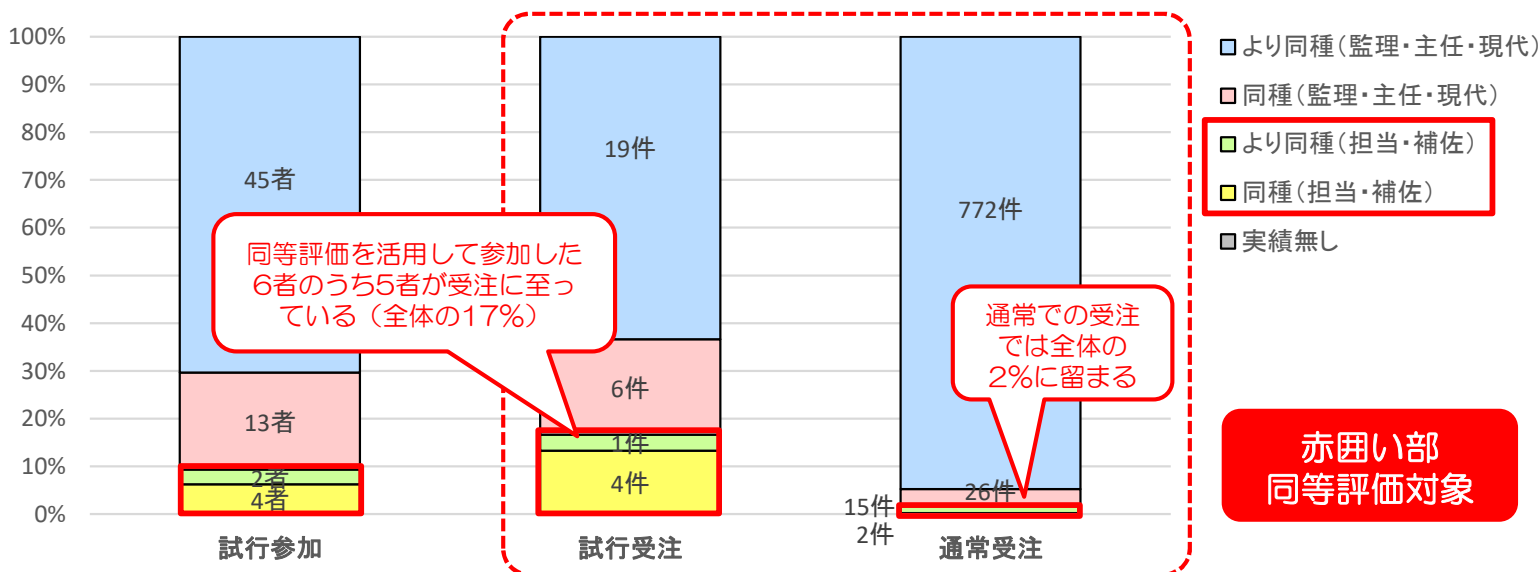 100%
90%
80%
70%
60%
50%
40%
30%
20%
10%
0%
45者
13者
2者
4者
試行参加
19件
6件
1件
4件
試行受注
772件
26件
15件
2件
通常受注
同等評価を活用して参加した
6者のうち5者が受注に至っ
ている（全体の17%）
通常での受注
では全体の
2%に留まる
より同種(監理・主任・現代)
同種(監理・主任・現代)
より同種(担当・補佐)
同種(担当・補佐)
実績無し
赤囲い部
同等評価対象